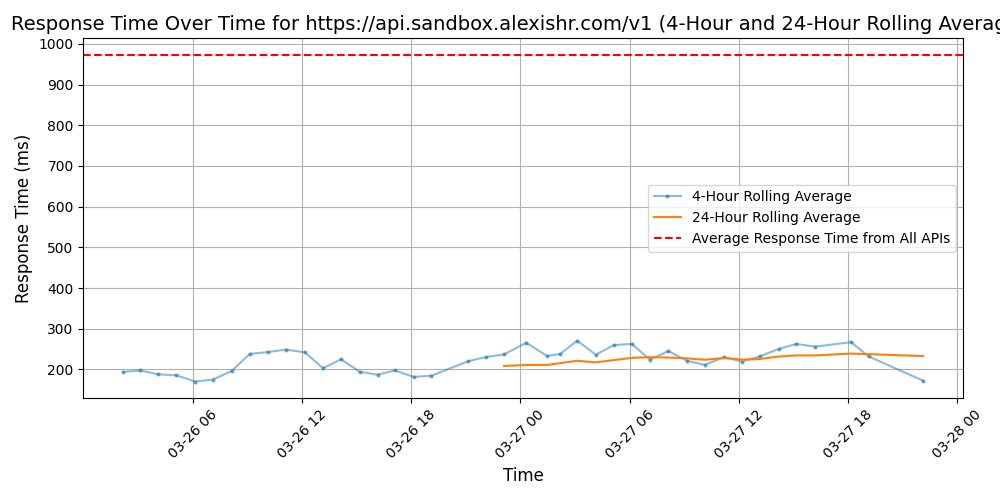 Response Time Over Time for https://api.sandbox.alexishr.com/v1 (4-Hour and 24-Hour Rolling Averag
Response Time (ms)
1000
900
800
700
600
500
400
300
200
4-Hour Rolling Average
24-Hour Rolling Average
Average Response Time from All APIs
03-26 06
03-26 12
03-26 18
03-27 00
03-27 06
03-27 12
03-27 18
03-28 00
Time